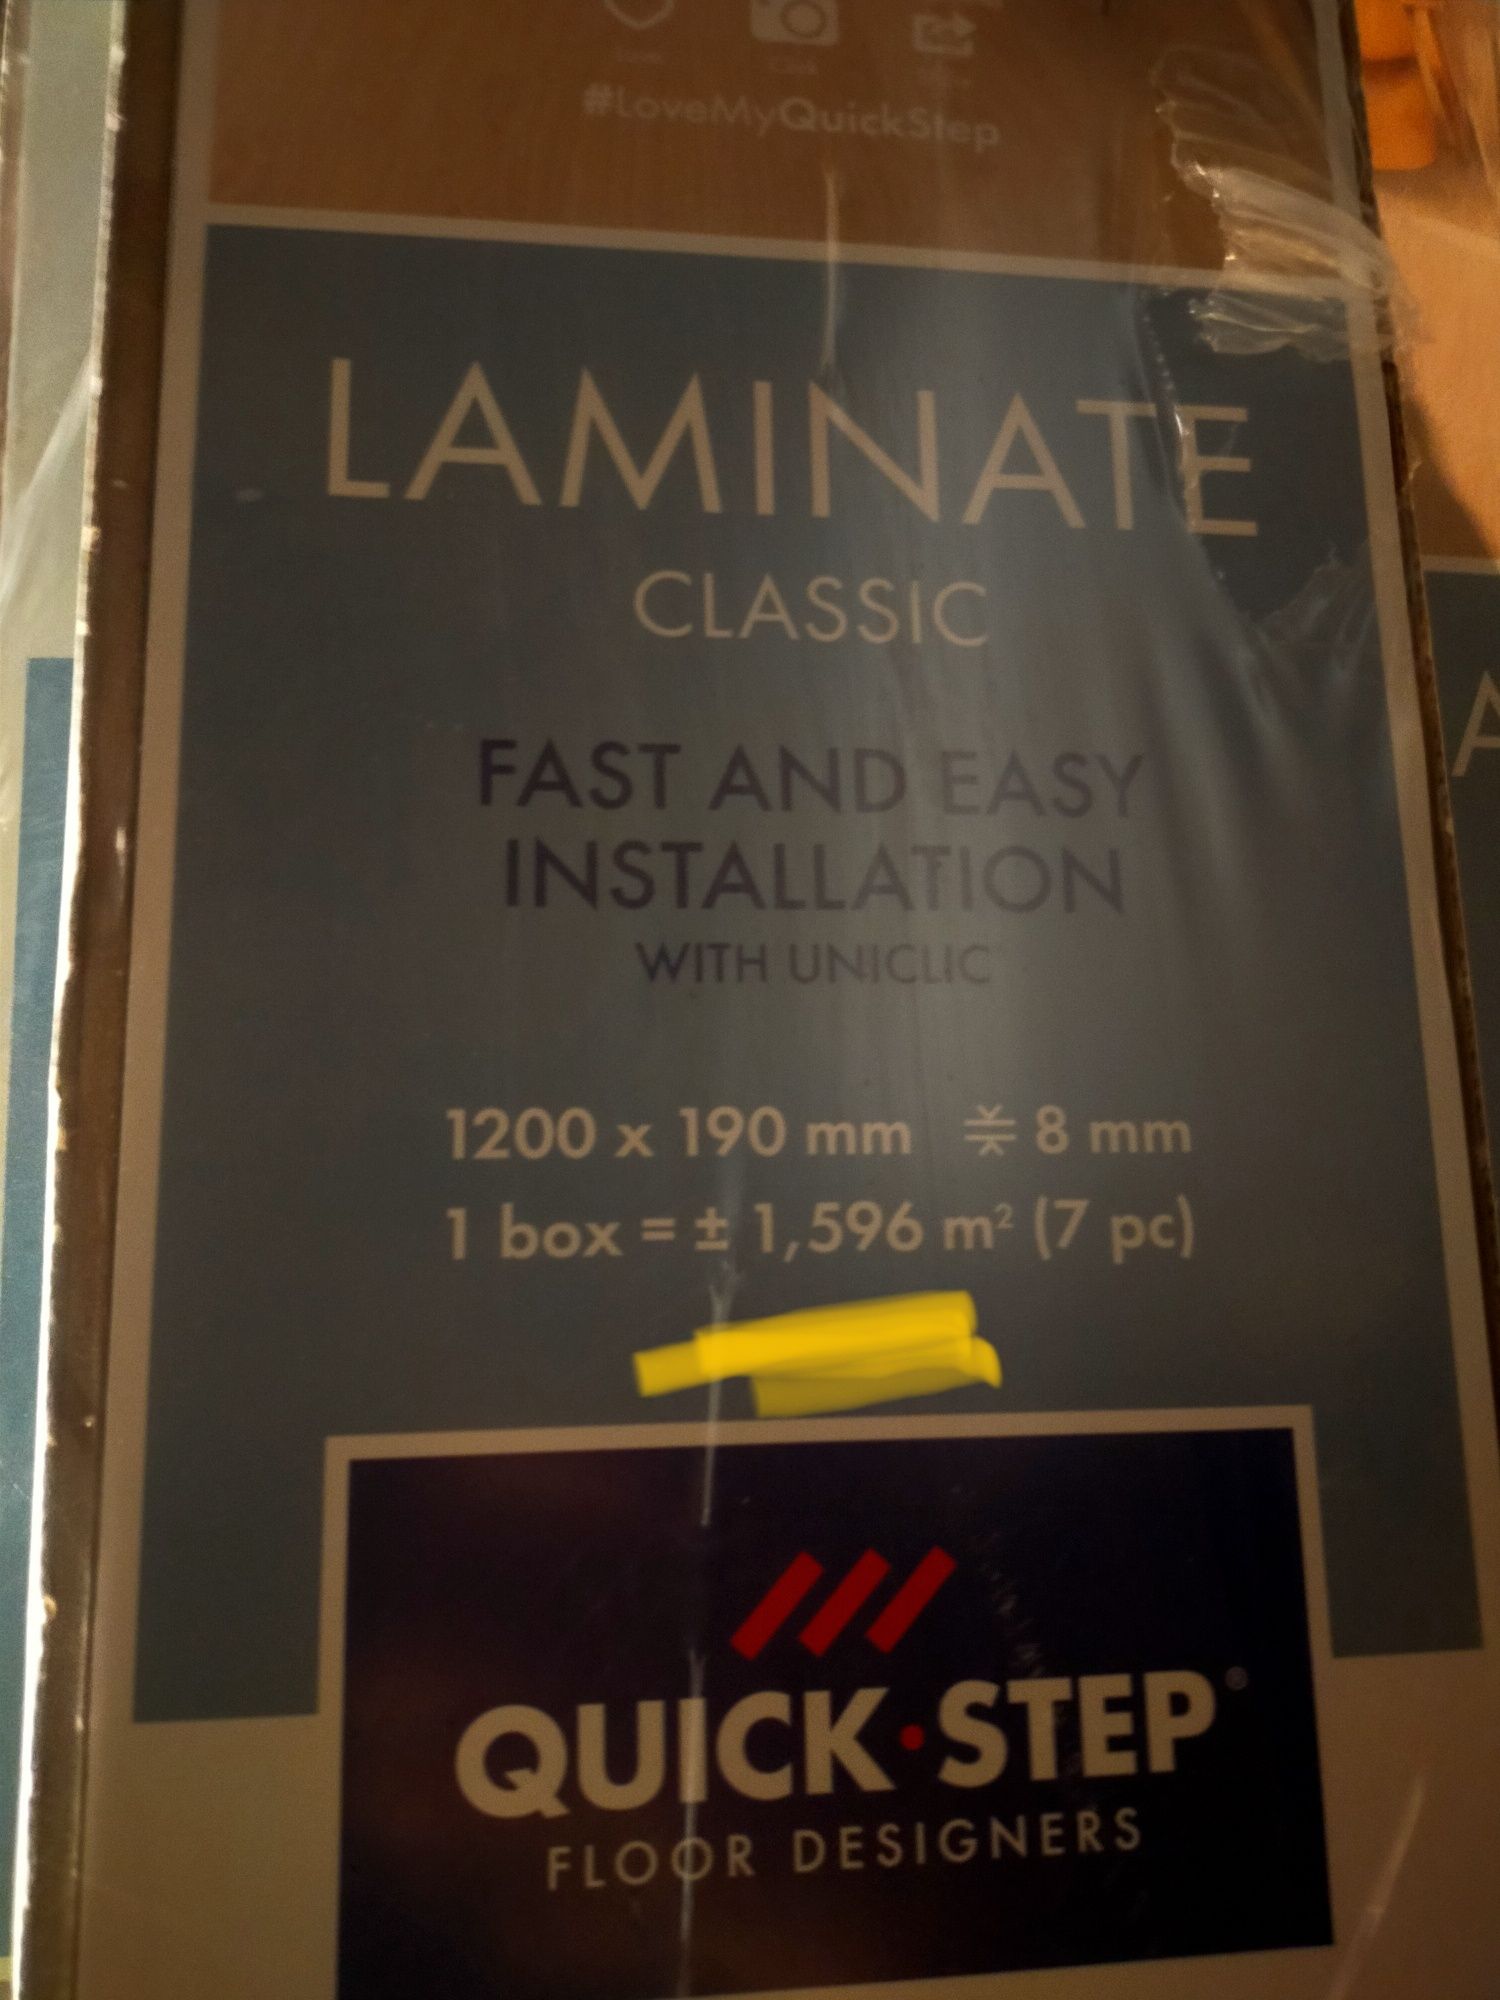 #LoveMyQuickStep
LAMINATE
CLASSIC
FAST AND EASY
INSTALLATION
WITH UNICLIC
1200 x 190 mm 8 mm
1 box = ± 1,596 m² (7 pc)
QUICK•STEP®
FLOOR DESIGNERS
A